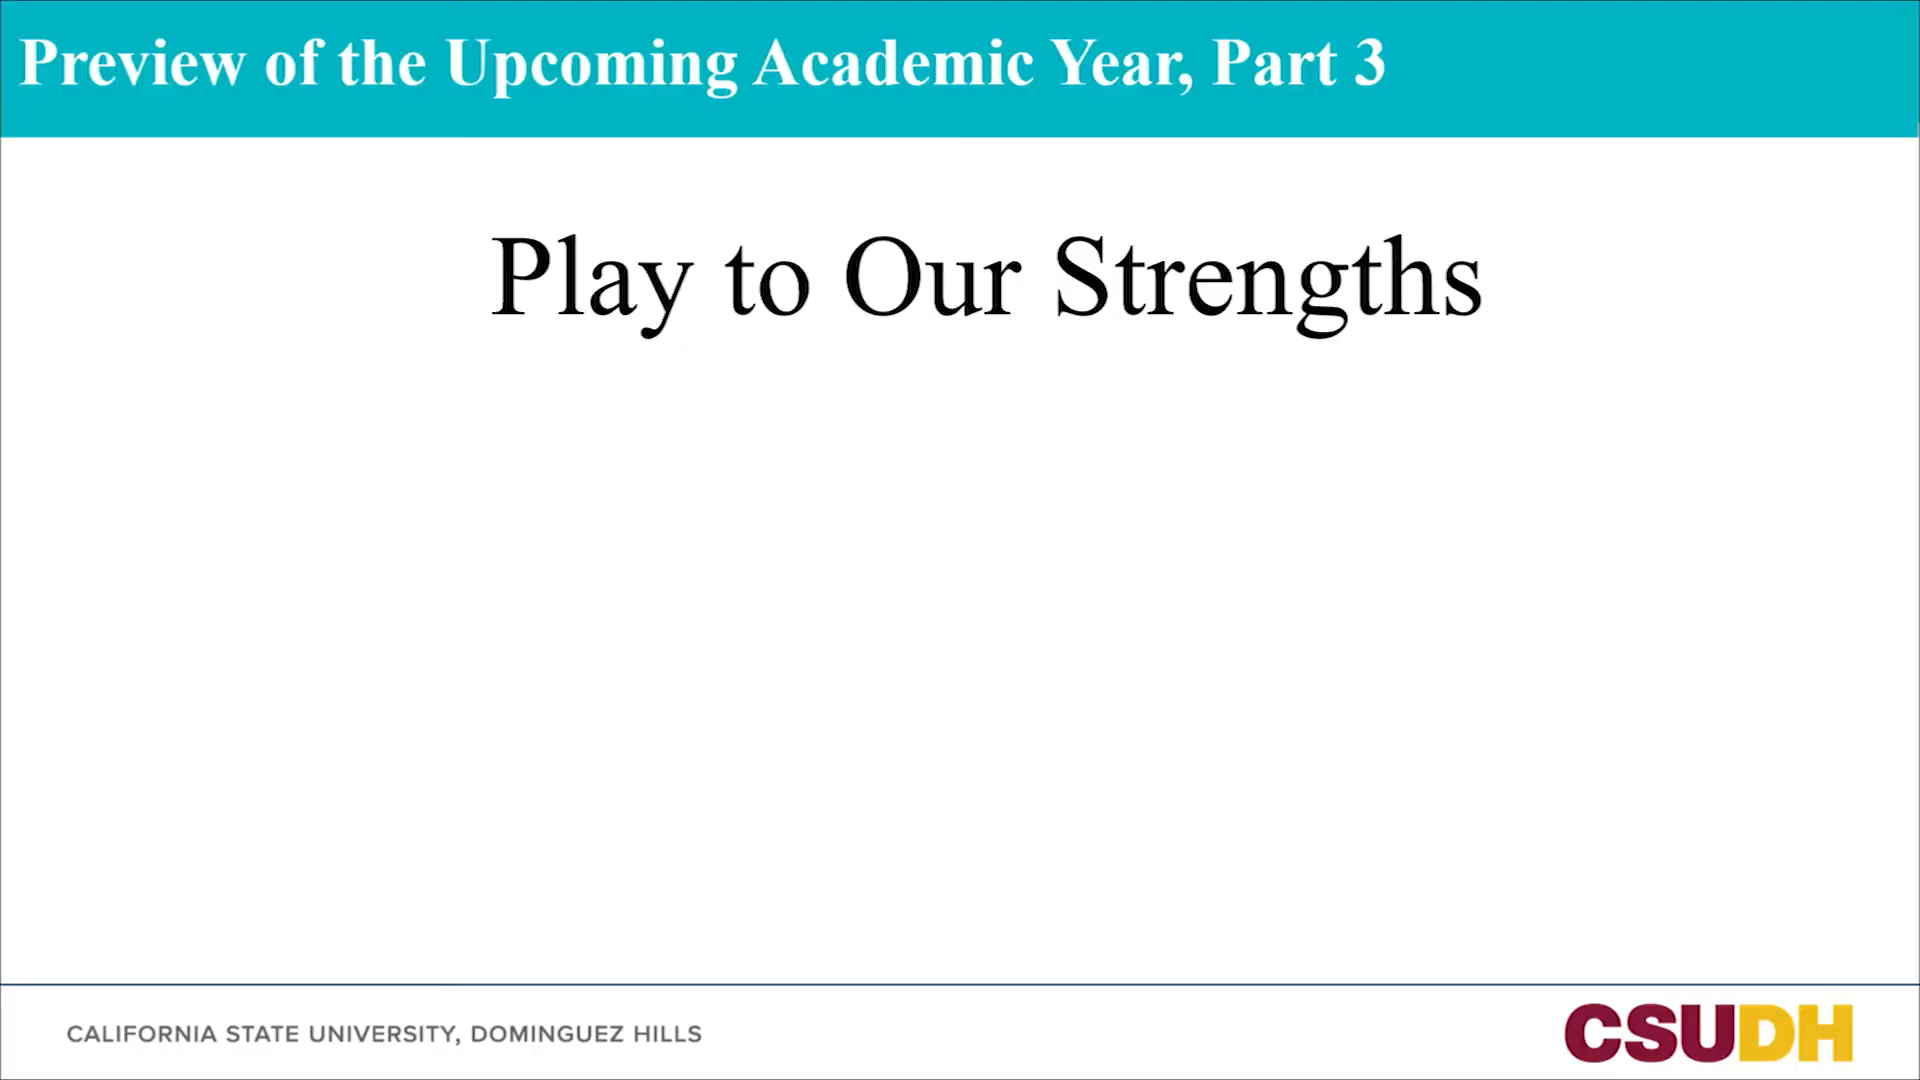 Preview of the Upcoming Academic Year, Part 3
Play to Our Strengths
CALIFORNIA STATE UNIVERSITY, DOMINGUEZ HILLS
CSUDH